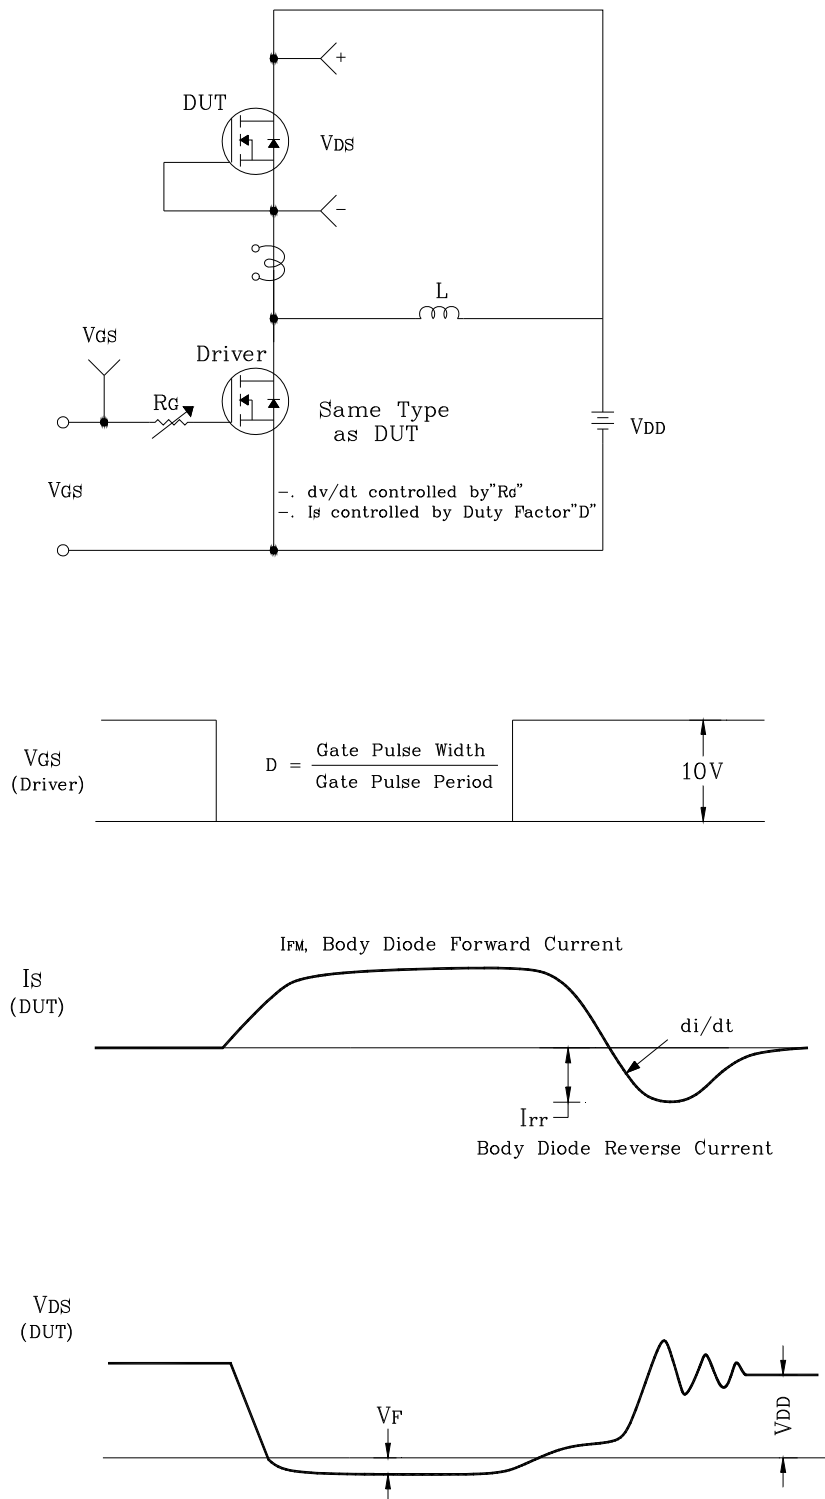 +
DUT
VDS
−
L
VGS
Driver
RG
Same Type
as DUT
VDD
VGS
−. dv/dt controlled by"RG"
−. Is controlled by Duty Factor"D"
VGS
(Driver)
D = Gate Pulse Width
Gate Pulse Period
10V
IFM, Body Diode Forward Current
IS
(DUT)
di/dt
Irr
Body Diode Reverse Current
VDS
(DUT)
VF
VDD